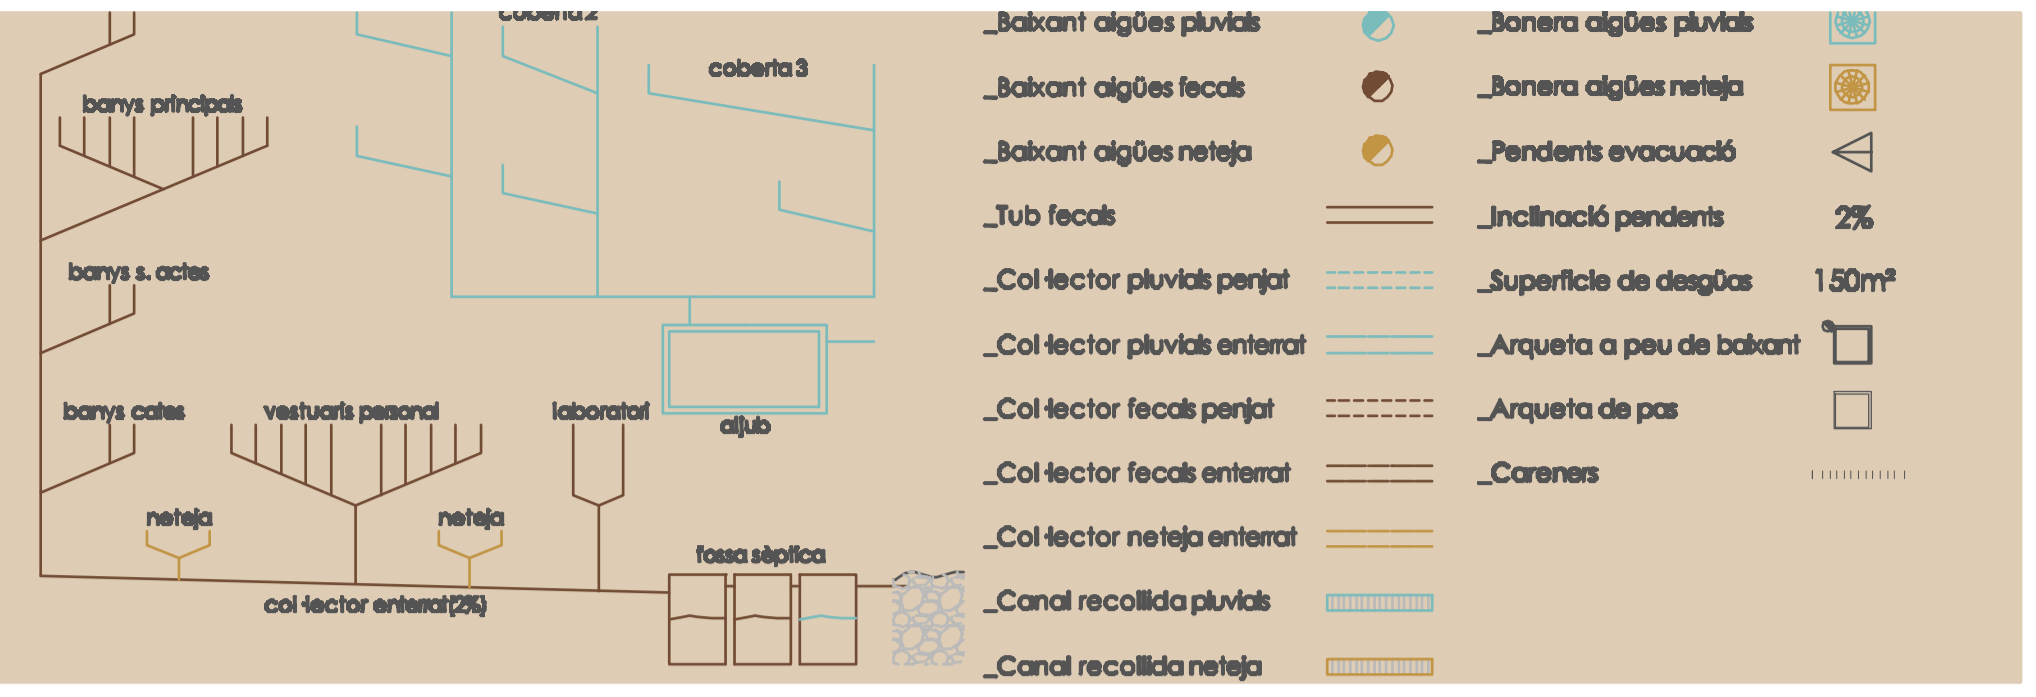 coberta 2
coberta 3
banys principals
banys s. actes
banys cates
vestuaris personal
laboratori
aljub
neteja
neteja
fossa sèptica
col·lector enterrat(2%)
_Baixant aigües pluvials
_Baixant aigües fecals
_Baixant aigües neteja
_Tub fecals
_Col·lector pluvials penjat
_Col·lector pluvials enterrat
_Col·lector fecals penjat
_Col·lector fecals enterrat
_Col·lector neteja enterrat
_Canal recollida pluvials
_Canal recollida neteja
_Bonera aigües pluvials
_Bonera aigües neteja
_Pendents evacuació
_Inclinació pendents 2%
_Superfície de desgüas 150m²
_Arqueta a peu de baixant
_Arqueta de pas
_Careners